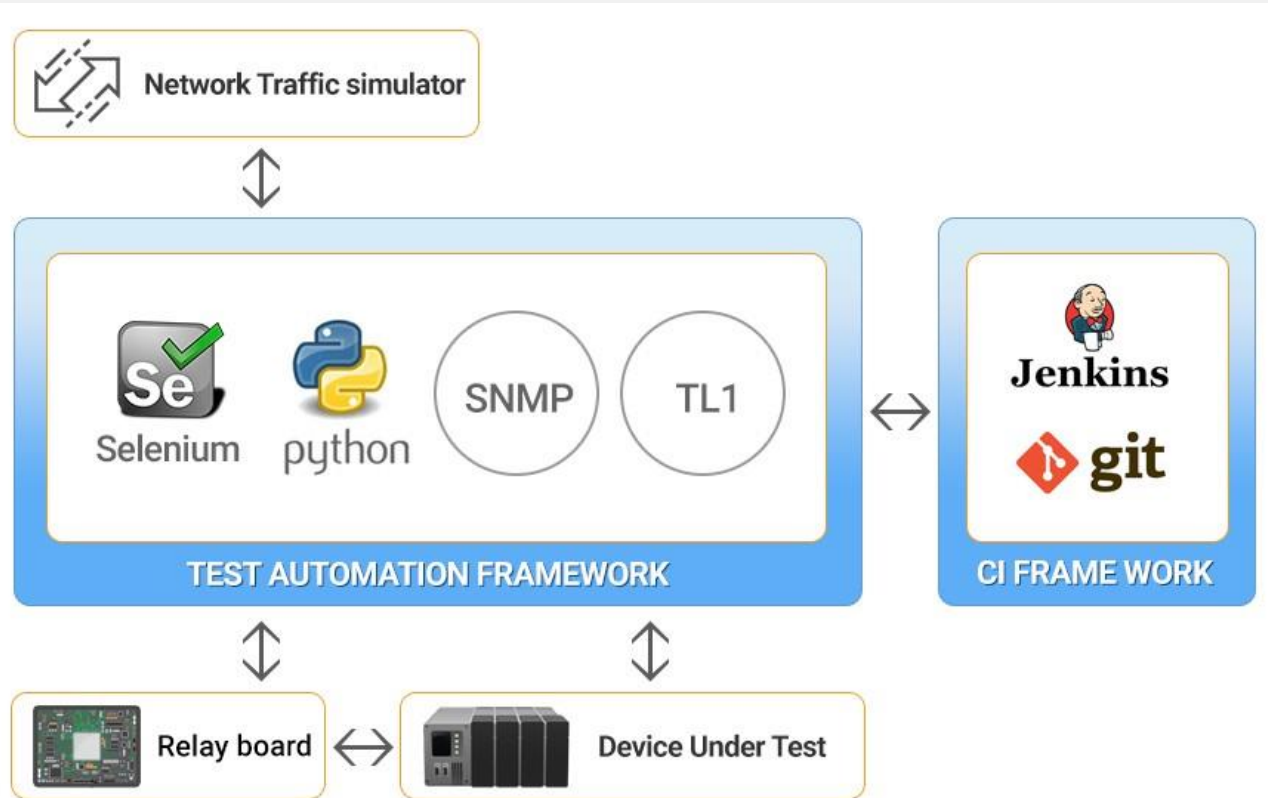 Network Traffic simulator
Se
Selenium
python
SNMP
TL1
TEST AUTOMATION FRAMEWORK
Jenkins
git
CI FRAME WORK
Relay board
Device Under Test